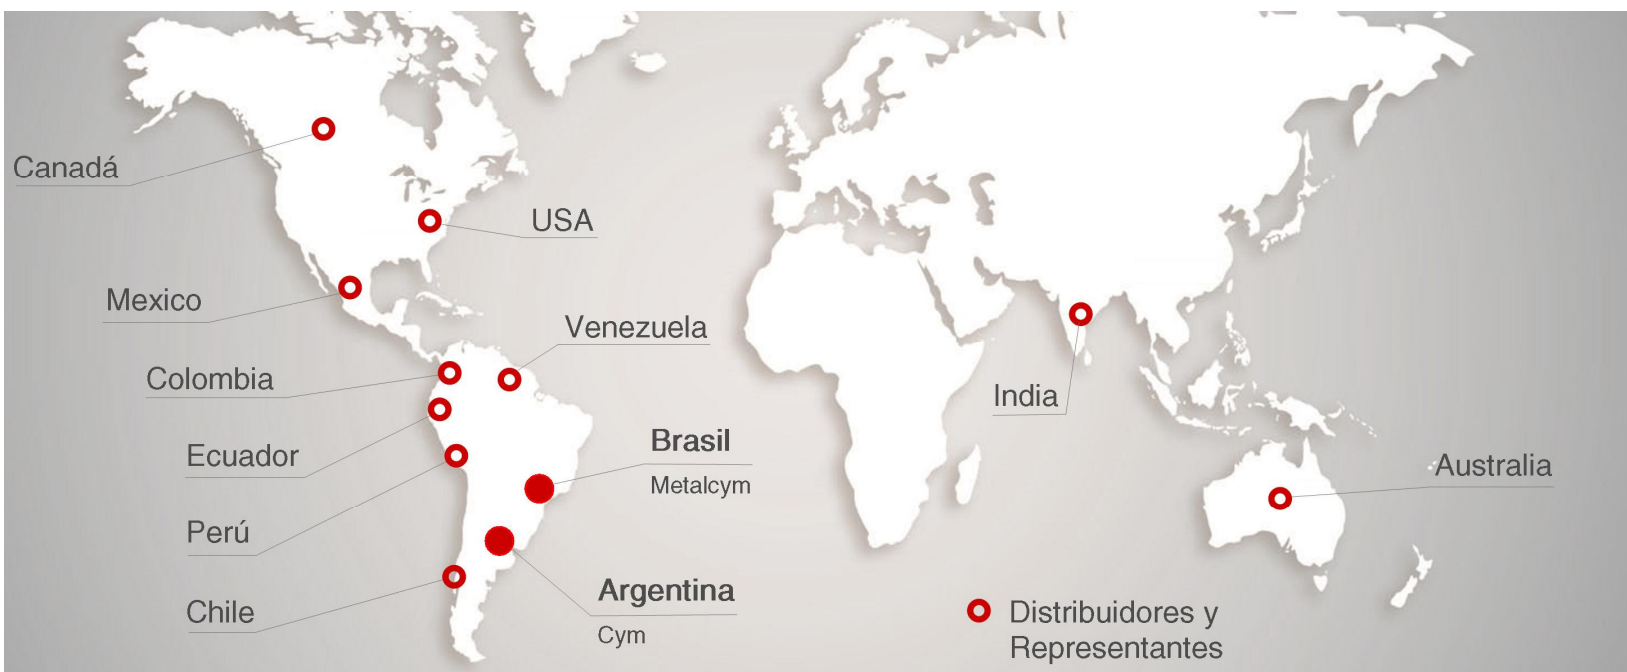 Canadá
USA
Mexico
Venezuela
Colombia
India
Ecuador
Brasil
Metalcym
Australia
Perú
Argentina
Cym
Chile
Distribuidores y
Representantes